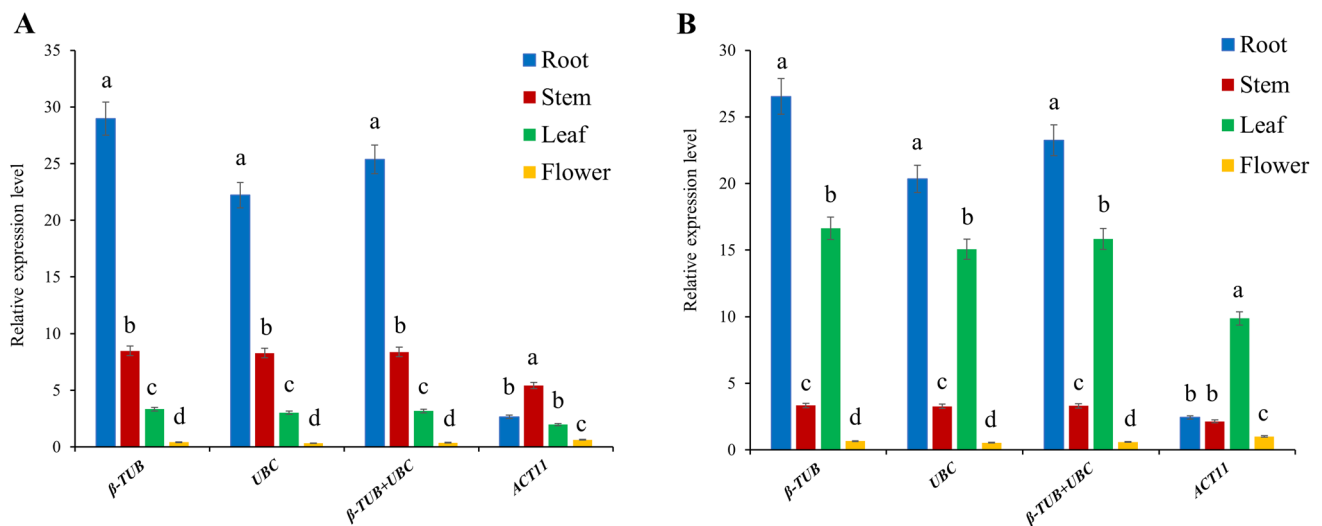 A
Relative expression level
35
30
25
20
15
10
5
0
Root
Stem
Leaf
Flower
a
b
c
d
a
b
c
d
a
b
c
d
b
a
b
c
β-TUB
UBC
β-TUB+UBC
ACT11
B
Relative expression level
30
25
20
15
10
5
0
Root
Stem
Leaf
Flower
a
c
b
d
a
c
b
d
a
c
b
d
b
b
a
c
β-TUB
UBC
β-TUB+UBC
ACT11